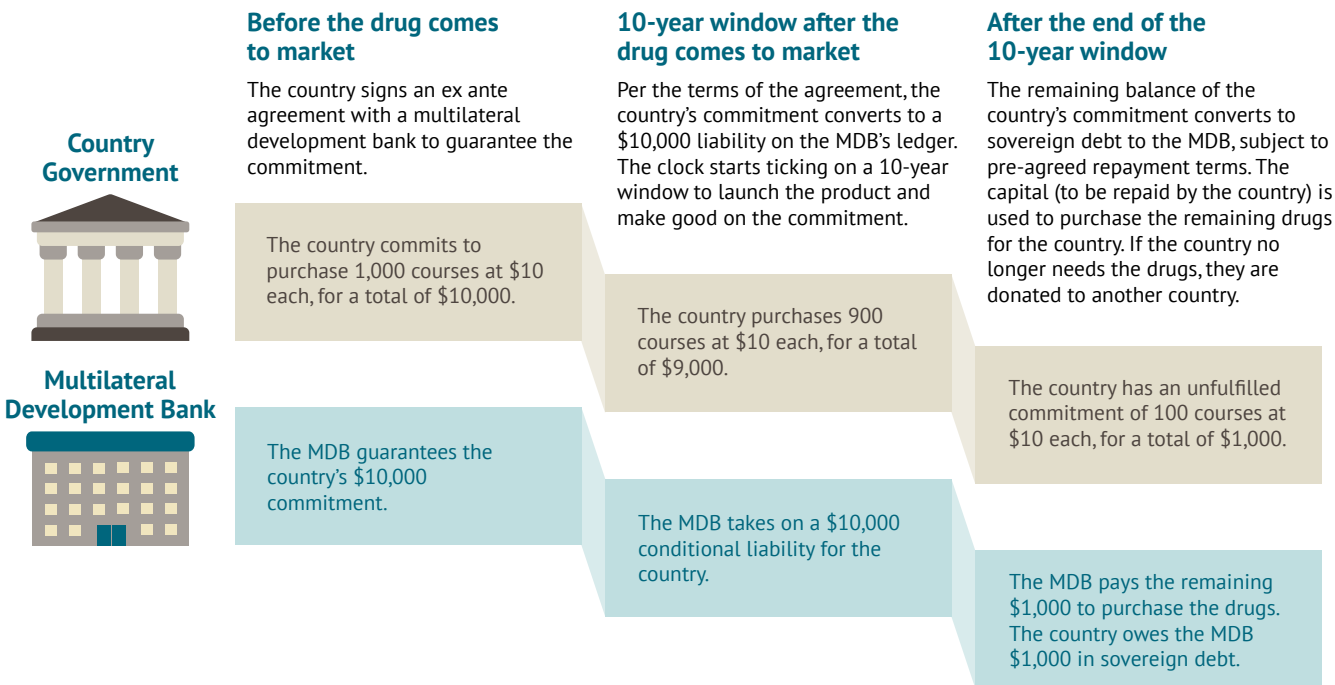 Before the drug comes
to market
The country signs an ex ante
agreement with a multilateral
development bank to guarantee the
commitment.
10-year window after the
drug comes to market
Per the terms of the agreement, the
country’s commitment converts to a
$10,000 liability on the MDB’s ledger.
The clock starts ticking on a 10-year
window to launch the product and
make good on the commitment.
After the end of the
10-year window
The remaining balance of the
country’s commitment converts to
sovereign debt to the MDB, subject to
pre-agreed repayment terms. The
capital (to be repaid by the country) is
used to purchase the remaining drugs
for the country. If the country no
longer needs the drugs, they are
donated to another country.
Country
Government
The country commits to
purchase 1,000 courses at $10
each, for a total of $10,000.
The country purchases 900
courses at $10 each, for a total
of $9,000.
The country has an unfulfilled
commitment of 100 courses at
$10 each, for a total of $1,000.
Multilateral
Development Bank
The MDB guarantees the
country’s $10,000
commitment.
The MDB takes on a $10,000
conditional liability for the
country.
The MDB pays the remaining
$1,000 to purchase the drugs.
The country owes the MDB
$1,000 in sovereign debt.